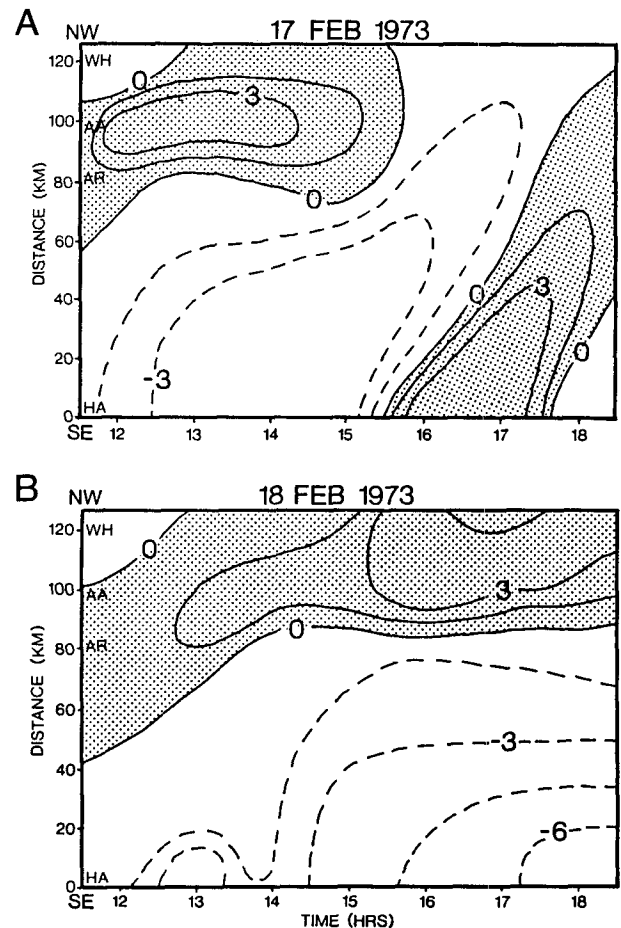 A NW 17 FEB 1973
120 WH
0
3
100 AA
80 AR
0
DISTANCE (KM)
60
40
0 3
0
20
-3
0 HA
SE 12 13 14 15 16 17 18
B NW 18 FEB 1973
120 WH
0
100 AA
3
80 AR
0
DISTANCE (KM)
60
-3
40
20
-6
0 HA
SE 12 13 14 15 16 17 18
TIME (HRS)